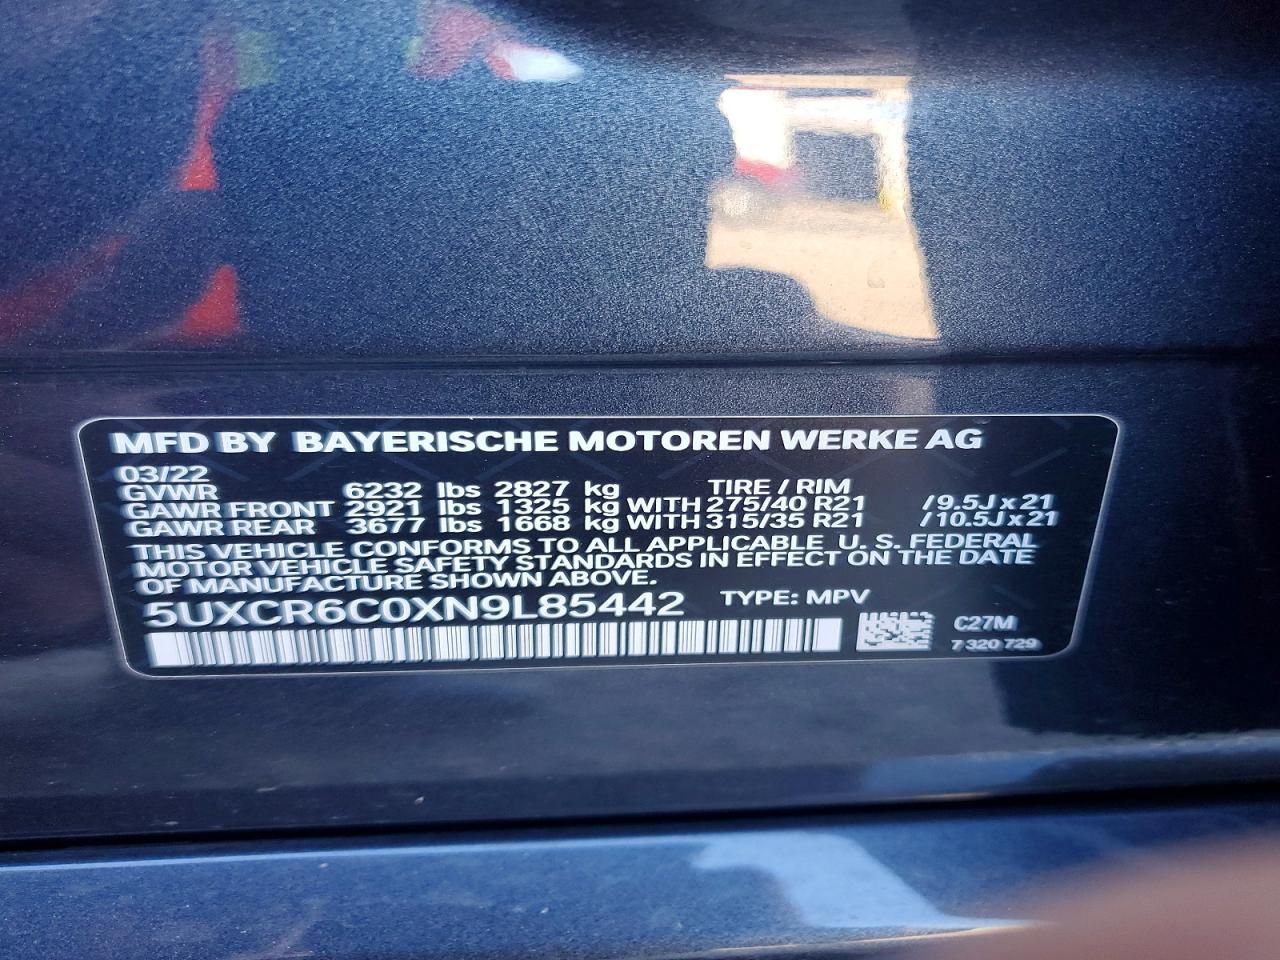 MFD BY BAYERISCHE MOTOREN WERKE AG
03/22
GVWR 6232 lbs 2827 kg TIRE / RIM
GAWR FRONT 2921 lbs 1325 kg WITH 275/40 R21 /9.5J x 21
GAWR REAR 3677 lbs 1668 kg WITH 315/35 R21 /10.5J x 21
THIS VEHICLE CONFORMS TO ALL APPLICABLE U. S. FEDERAL
MOTOR VEHICLE SAFETY STANDARDS IN EFFECT ON THE DATE
OF MANUFACTURE SHOWN ABOVE.
5UXCR6C0XN9L85442 TYPE: MPV
C27M
7 320 729